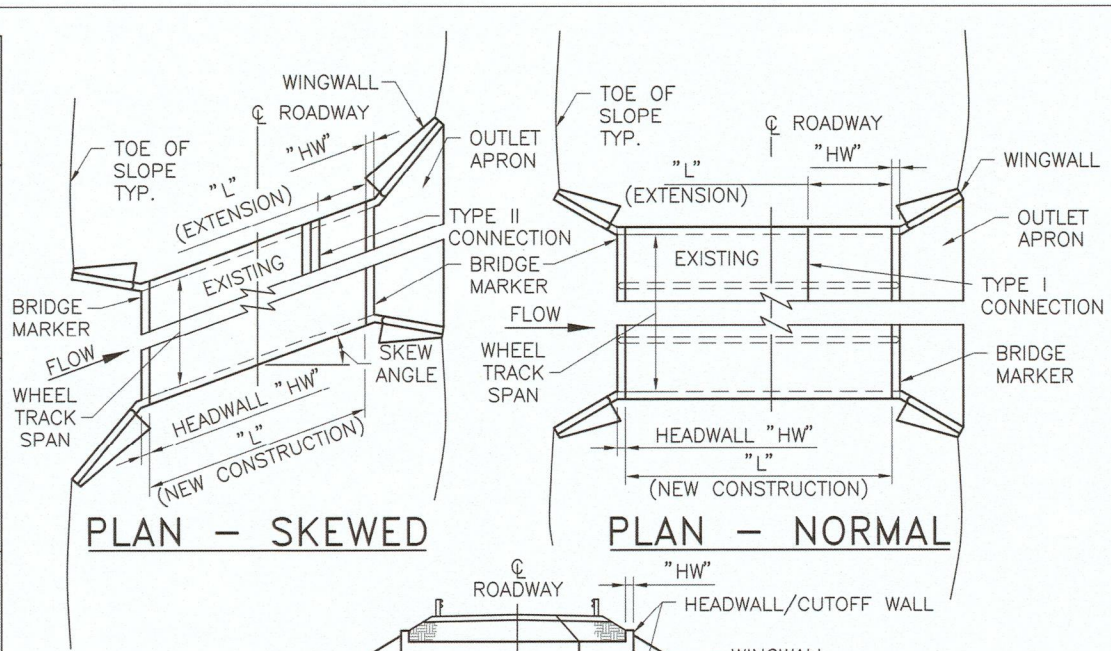 WINGWALL
℄ ROADWAY
"HW"
TOE OF
SLOPE
TYP.
OUTLET
APRON
"L"
(EXTENSION)
TYPE II
CONNECTION
EXISTING
BRIDGE
MARKER
BRIDGE
MARKER
FLOW
WHEEL
TRACK
SPAN
SKEW
ANGLE
HEADWALL "HW"
"L"
(NEW CONSTRUCTION)
PLAN - SKEWED
TOE OF
SLOPE
TYP.
℄ ROADWAY
"HW"
WINGWALL
"L"
(EXTENSION)
OUTLET
APRON
EXISTING
TYPE I
CONNECTION
FLOW
WHEEL
TRACK
SPAN
BRIDGE
MARKER
HEADWALL "HW"
"L"
(NEW CONSTRUCTION)
PLAN - NORMAL
℄
ROADWAY
"HW"
HEADWALL/CUTOFF WALL
WINGWALL